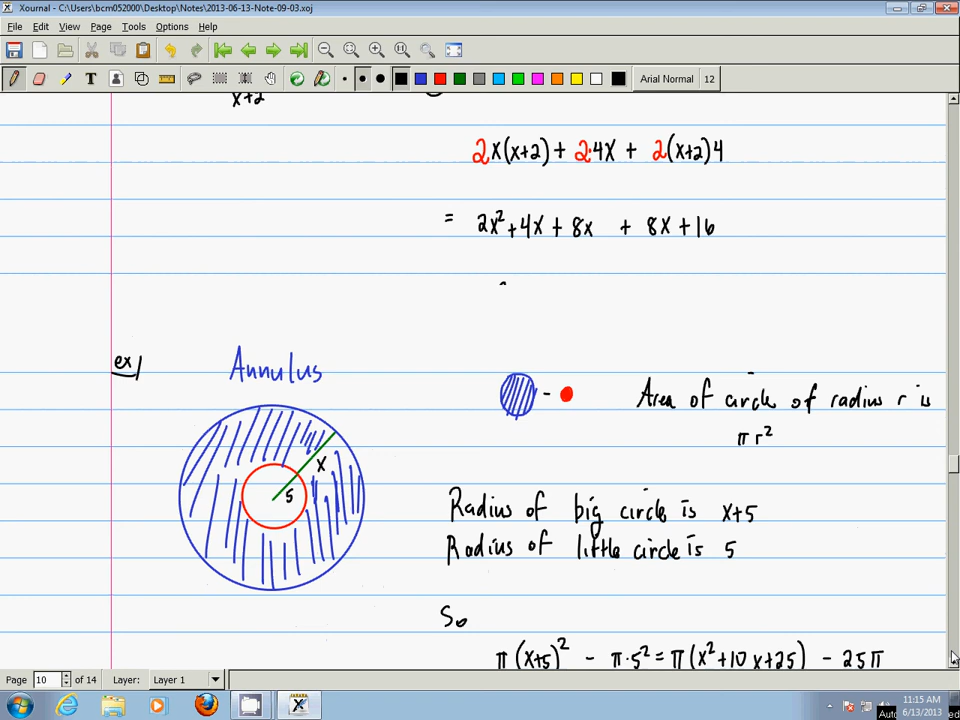 Xournal - C:\Users\bcm052000\Desktop\Notes\2013-06-13-Note-09-03.xoj
File Edit View Page Tools Options Help
Arial Normal 12
x+2
2x(x+2) + 2·4x + 2(x+2)4
= 2x²+4x + 8x + 8x+16
ex/
Annulus
- Area of circle of radius r is
πr²
x
5
Radius of big circle is x+5
Radius of little circle is 5
So
π(x+5)² - π·5² = π(x²+10x+25) - 25π
Page 10 of 14 Layer: Layer 1
11:15 AM
6/13/2013